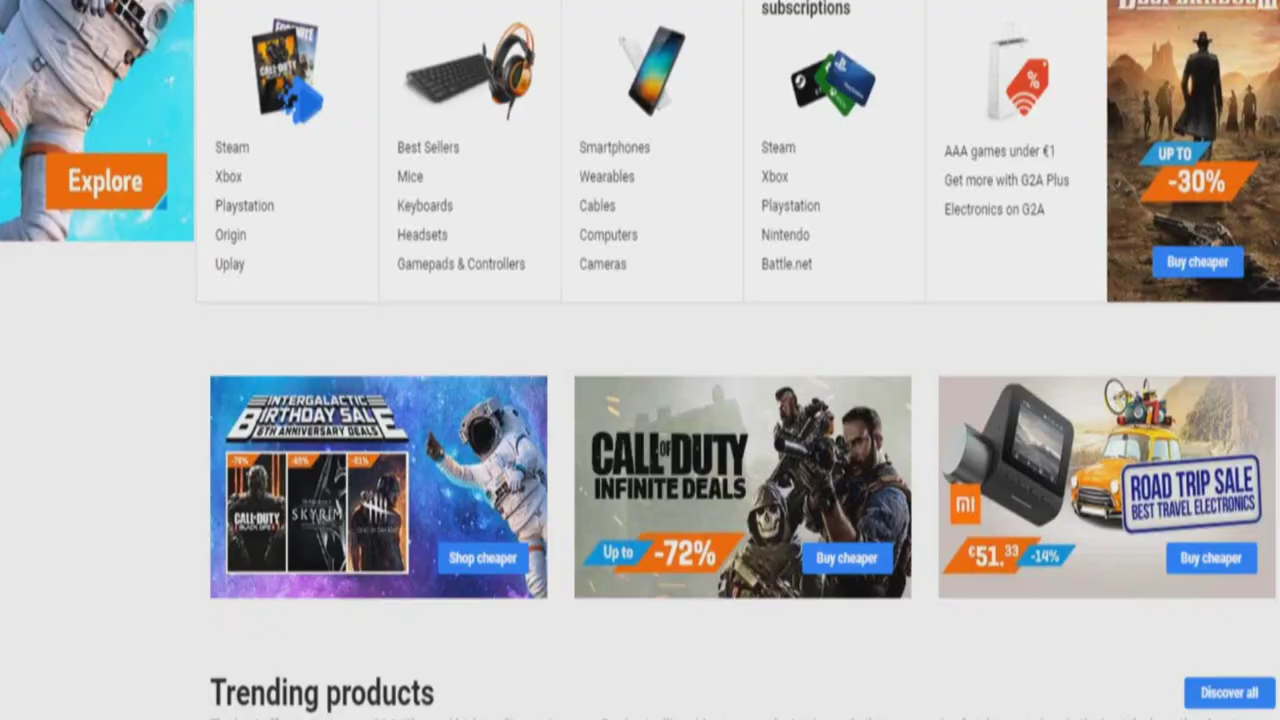 subscriptions
Explore
CALL OF DUTY
Steam
Xbox
Playstation
Origin
Uplay
Best Sellers
Mice
Keyboards
Headsets
Gamepads & Controllers
Smartphones
Wearables
Cables
Computers
Cameras
Steam
Xbox
Playstation
Nintendo
Battle.net
%
AAA games under €1
Get more with G2A Plus
Electronics on G2A
UP TO
-30%
Buy cheaper
INTERGALACTIC
BIRTHDAY SALE
6TH ANNIVERSARY DEALS
CALL OF DUTY
SKYRIM
Shop cheaper
CALL OF DUTY
INFINITE DEALS
Up to -72%
Buy cheaper
mi
ROAD TRIP SALE
BEST TRAVEL ELECTRONICS
€51.33 -14%
Buy cheaper
Trending products
Discover all